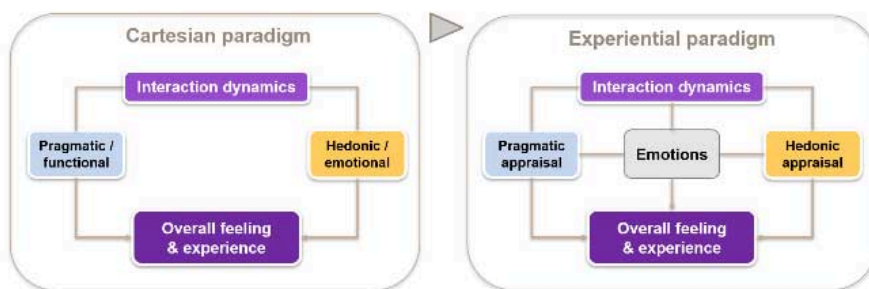 Cartesian paradigm
Interaction dynamics
Pragmatic /
functional
Hedonic /
emotional
Overall feeling
& experience
Experiential paradigm
Interaction dynamics
Pragmatic
appraisal
Emotions
Hedonic
appraisal
Overall feeling
& experience